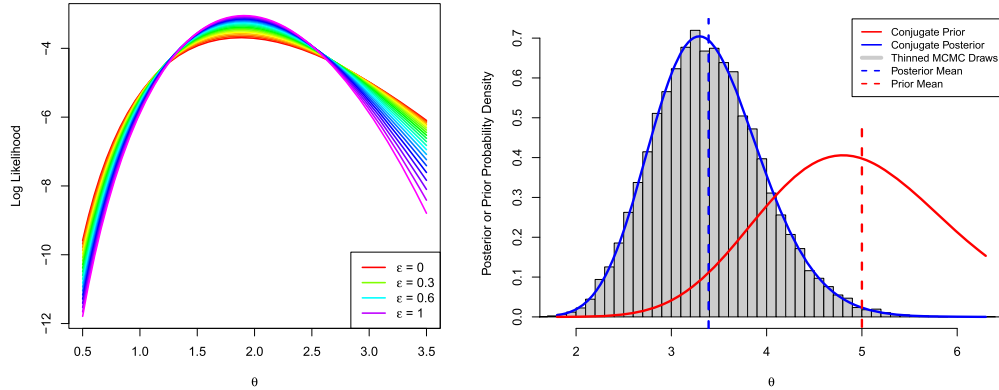 Log Likelihood
−4
−6
−8
−10
−12
0.5 1.0 1.5 2.0 2.5 3.0 3.5
θ
ε = 0
ε = 0.3
ε = 0.6
ε = 1
Posterior or Prior Probability Density
0.7
0.6
0.5
0.4
0.3
0.2
0.1
0.0
2 3 4 5 6
θ
Conjugate Prior
Conjugate Posterior
Thinned MCMC Draws
Posterior Mean
Prior Mean